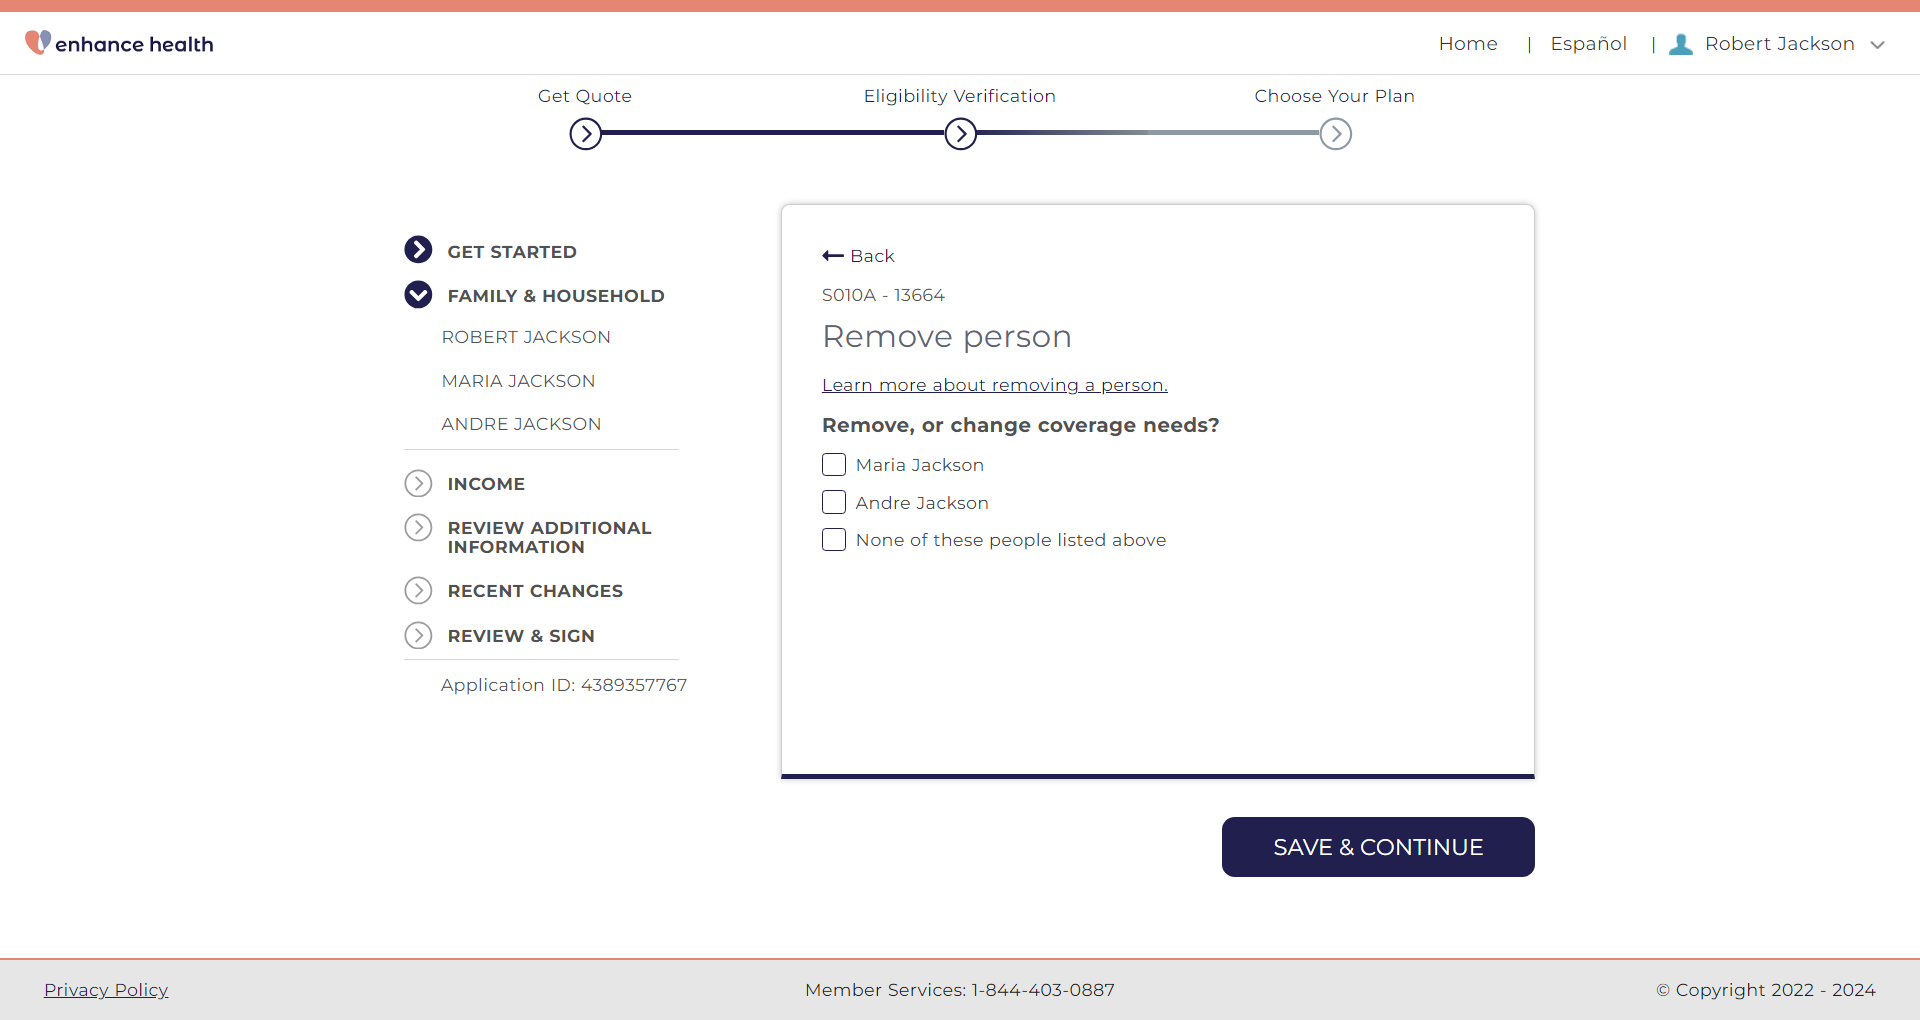 enhance health
Home | Español | Robert Jackson
Get Quote
Eligibility Verification
Choose Your Plan
GET STARTED
FAMILY & HOUSEHOLD
ROBERT JACKSON
MARIA JACKSON
ANDRE JACKSON
INCOME
REVIEW ADDITIONAL
INFORMATION
RECENT CHANGES
REVIEW & SIGN
Application ID: 4389357767
Back
S010A - 13664
Remove person
Learn more about removing a person.
Remove, or change coverage needs?
Maria Jackson
Andre Jackson
None of these people listed above
SAVE & CONTINUE
Privacy Policy
Member Services: 1-844-403-0887
© Copyright 2022 - 2024